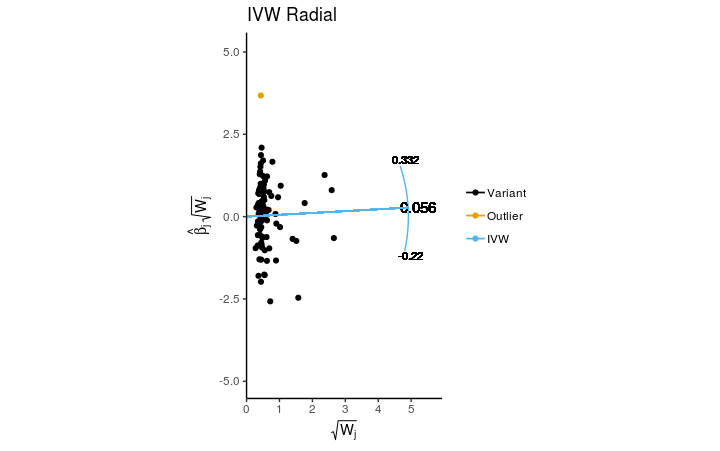 IVW Radial
5.0
2.5
0.0
-2.5
-5.0
β̂j√Wj
0.332
0.056
-0.22
Variant
Outlier
IVW
0 1 2 3 4 5
√Wj